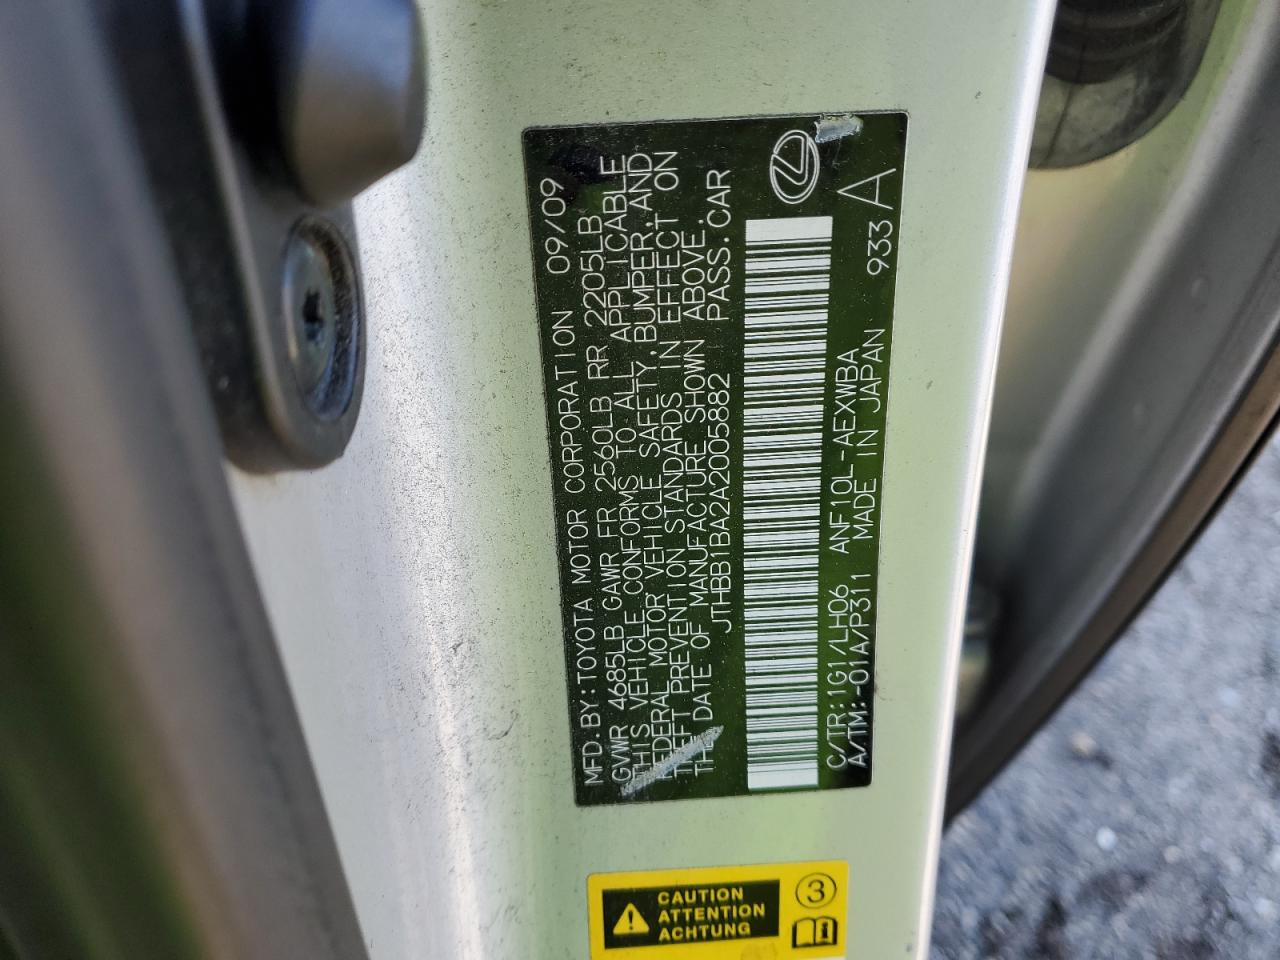 MFD.BY:TOYOTA MOTOR CORPORATION 09/09
GVWR 4685LB GAWR FR 2560LB RR 2205LB
THIS VEHICLE CONFORMS TO ALL APPLICABLE
FEDERAL MOTOR VEHICLE SAFETY, BUMPER, AND
THEFT PREVENTION STANDARDS IN EFFECT ON
THE DATE OF MANUFACTURE SHOWN ABOVE.
JTHBB1BA2A2005882 PASS.CAR
C/TR:1G1/LH06 ANF10L-AEXWBA 933 A
A/TM:-01A/P311 MADE IN JAPAN
CAUTION
ATTENTION
ACHTUNG
3